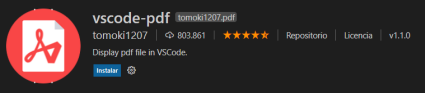 vscode-pdf tomoki1207.pdf
tomoki1207 | 803.861 | ★★★★★ | Repositorio | Licencia | v1.1.0
Display pdf file in VSCode.
Instalar